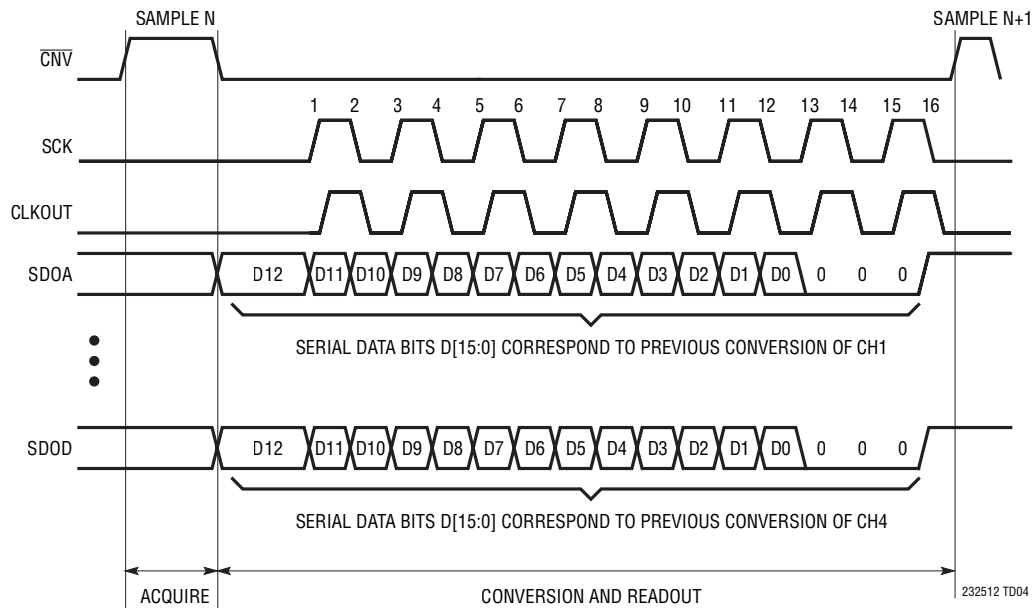 SAMPLE N SAMPLE N+1
CNV
1 2 3 4 5 6 7 8 9 10 11 12 13 14 15 16
SCK
CLKOUT
SDOA D12 D11 D10 D9 D8 D7 D6 D5 D4 D3 D2 D1 D0 0 0 0
SERIAL DATA BITS D[15:0] CORRESPOND TO PREVIOUS CONVERSION OF CH1
SDOD D12 D11 D10 D9 D8 D7 D6 D5 D4 D3 D2 D1 D0 0 0 0
SERIAL DATA BITS D[15:0] CORRESPOND TO PREVIOUS CONVERSION OF CH4
ACQUIRE CONVERSION AND READOUT 232512 TD04